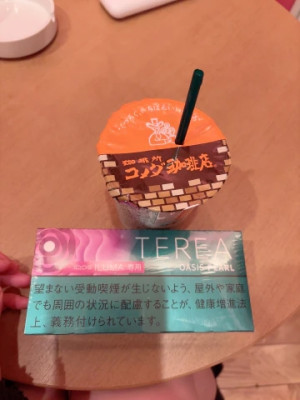 コメダ珈琲店
TEREA
OASIS PEARL
望まない受動喫煙が生じないよう、屋外や家庭
でも周囲の状況に配慮することが、健康増進法
上、義務付けられています。